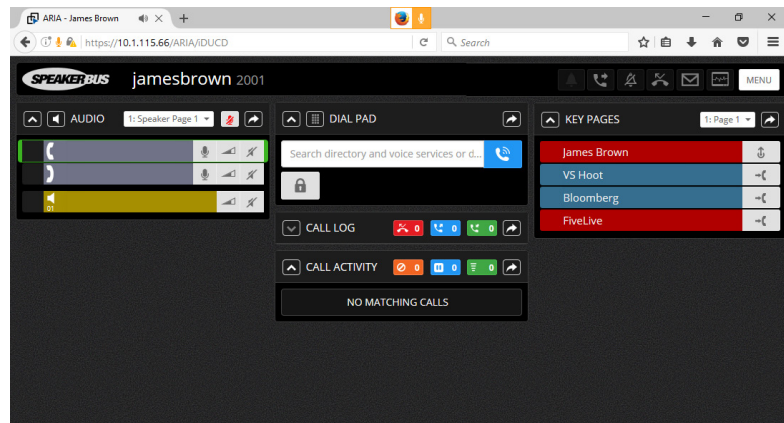 ARIA - James Brown
https://10.1.115.66/ARIA/iDUCD
Search
SPEAKERBUS jamesbrown 2001
MENU
AUDIO 1: Speaker Page 1
01
DIAL PAD
Search directory and voice services or d...
CALL LOG 0 0 0
CALL ACTIVITY 0 0 0
NO MATCHING CALLS
KEY PAGES 1: Page 1
James Brown
VS Hoot
Bloomberg
FiveLive